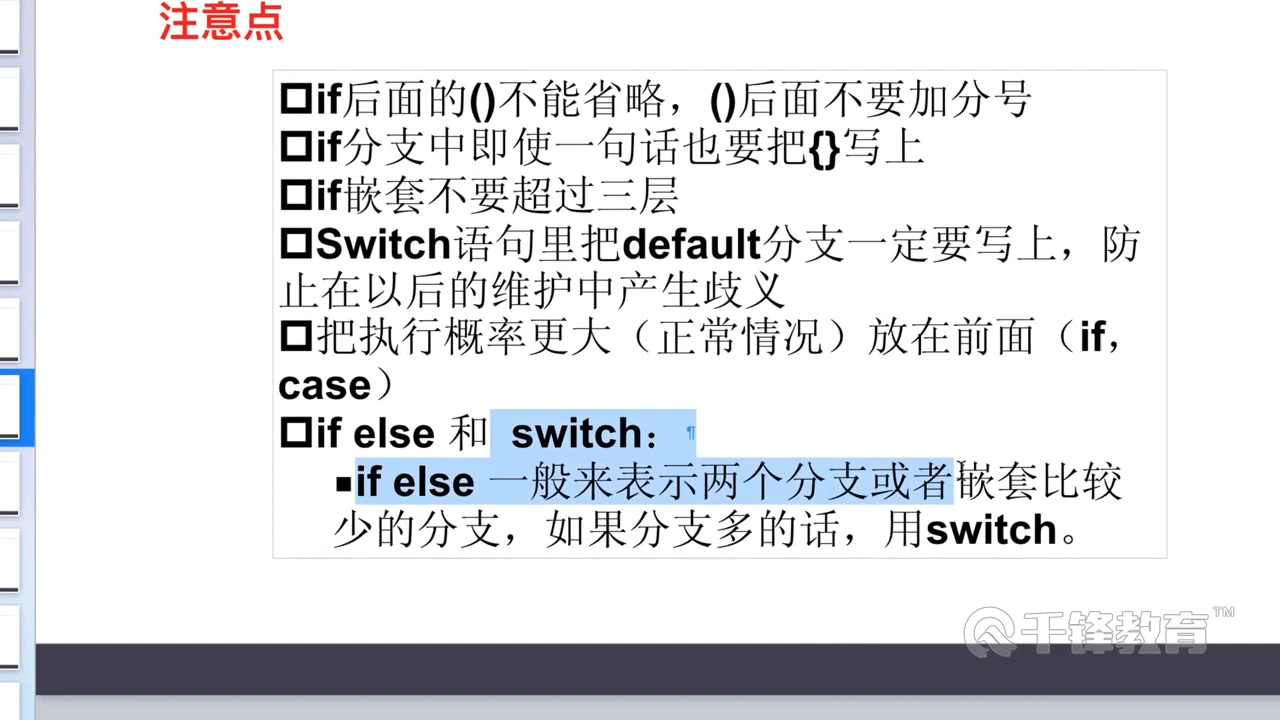 注意点
if后面的()不能省略，()后面不要加分号
if分支中即使一句话也要把{}写上
if嵌套不要超过三层
Switch语句里把default分支一定要写上，防
止在以后的维护中产生歧义
把执行概率更大（正常情况）放在前面（if，
case）
if else 和 switch：
if else 一般来表示两个分支或者嵌套比较
少的分支，如果分支多的话，用switch。
千锋教育™